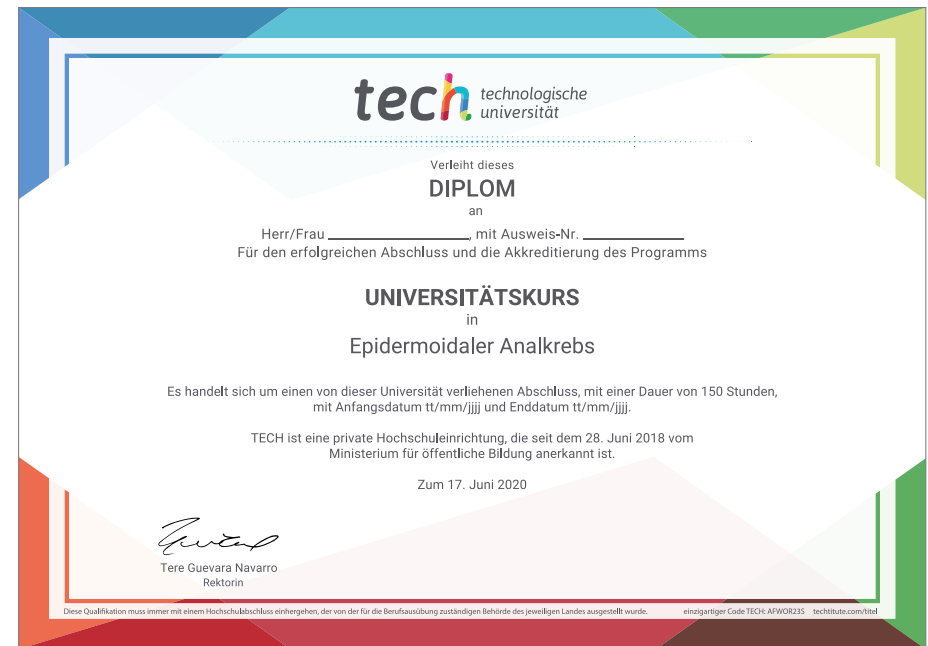 tech technologische
universität
Verleiht dieses
DIPLOM
an
Herr/Frau ____________________, mit Ausweis-Nr. ______________
Für den erfolgreichen Abschluss und die Akkreditierung des Programms
UNIVERSITÄTSKURS
in
Epidermoidaler Analkrebs
Es handelt sich um einen von dieser Universität verliehenen Abschluss, mit einer Dauer von 150 Stunden,
mit Anfangsdatum tt/mm/jjjj und Enddatum tt/mm/jjjj.
TECH ist eine private Hochschuleinrichtung, die seit dem 28. Juni 2018 vom
Ministerium für öffentliche Bildung anerkannt ist.
Zum 17. Juni 2020
Tere Guevara Navarro
Rektorin
Diese Qualifikation muss immer mit einem Hochschulabschluss einhergehen, der von der für die Berufsausübung zuständigen Behörde des jeweiligen Landes ausgestellt wurde. einzigartiger Code TECH: AFWOR23S techtitute.com/titel